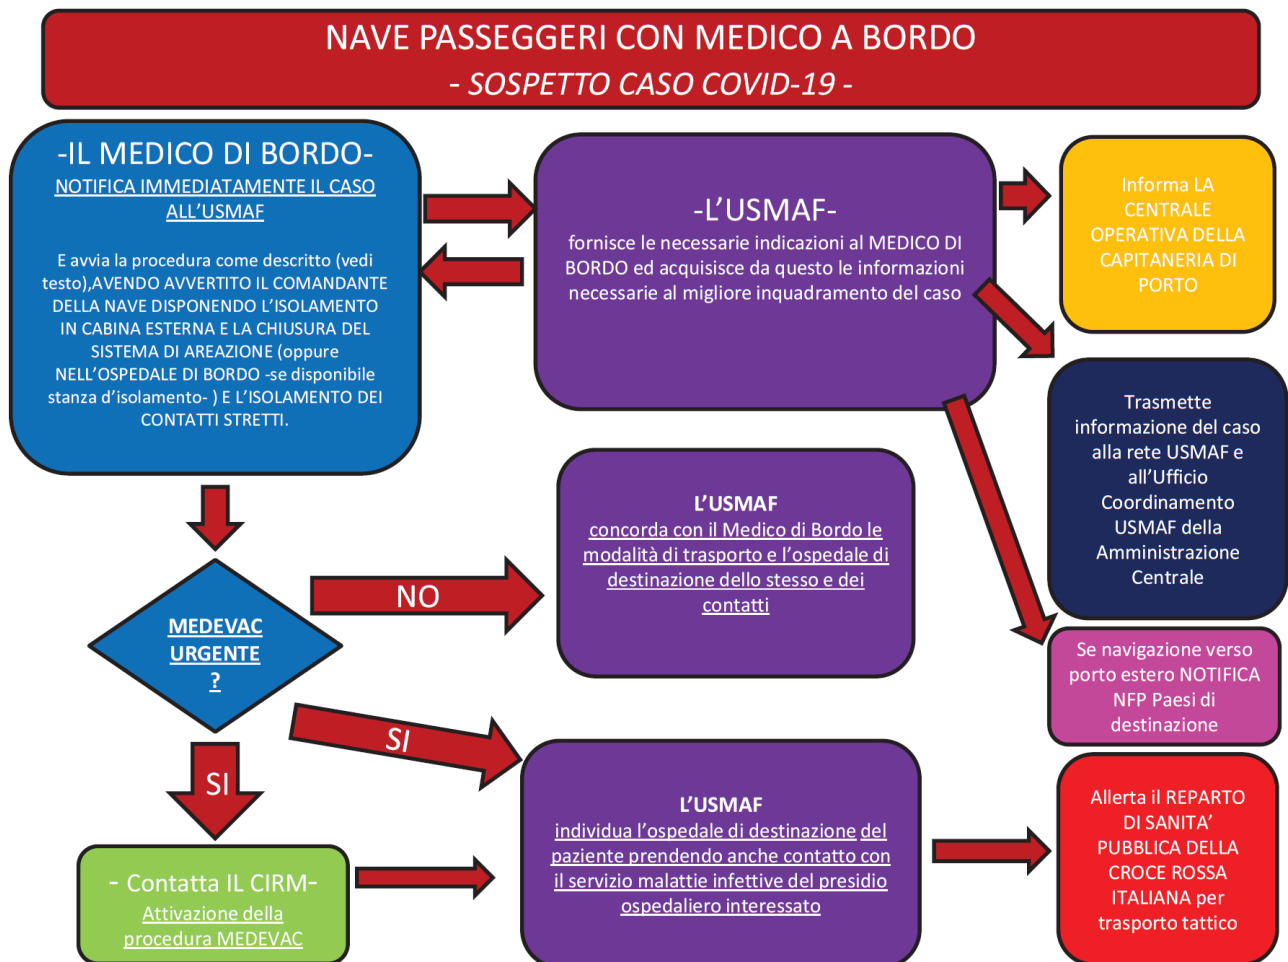 NAVE PASSEGGERI CON MEDICO A BORDO
- SOSPETTO CASO COVID-19 -
-IL MEDICO DI BORDO-
NOTIFICA IMMEDIATAMENTE IL CASO
ALL'USMAF
E avvia la procedura come descritto (vedi
testo),AVENDO AVVERTITO IL COMANDANTE
DELLA NAVE DISPONENDO L'ISOLAMENTO
IN CABINA ESTERNA E LA CHIUSURA DEL
SISTEMA DI AREAZIONE (oppure
NELL'OSPEDALE DI BORDO -se disponibile
stanza d'isolamento- ) E L'ISOLAMENTO DEI
CONTATTI STRETTI.
-L'USMAF-
fornisce le necessarie indicazioni al MEDICO DI
BORDO ed acquisisce da questo le informazioni
necessarie al migliore inquadramento del caso
Informa LA
CENTRALE
OPERATIVA DELLA
CAPITANERIA DI
PORTO
Trasmette
informazione del caso
alla rete USMAF e
all'Ufficio
Coordinamento
USMAF della
Amministrazione
Centrale
Se navigazione verso
porto estero NOTIFICA
NFP Paesi di
destinazione
MEDEVAC
URGENTE
?
NO
L'USMAF
concorda con il Medico di Bordo le
modalità di trasporto e l'ospedale di
destinazione dello stesso e dei
contatti
SI
SI
- Contatta IL CIRM-
Attivazione della
procedura MEDEVAC
L'USMAF
individua l'ospedale di destinazione del
paziente prendendo anche contatto con
il servizio malattie infettive del presidio
ospedaliero interessato
Allerta il REPARTO
DI SANITA'
PUBBLICA DELLA
CROCE ROSSA
ITALIANA per
trasporto tattico